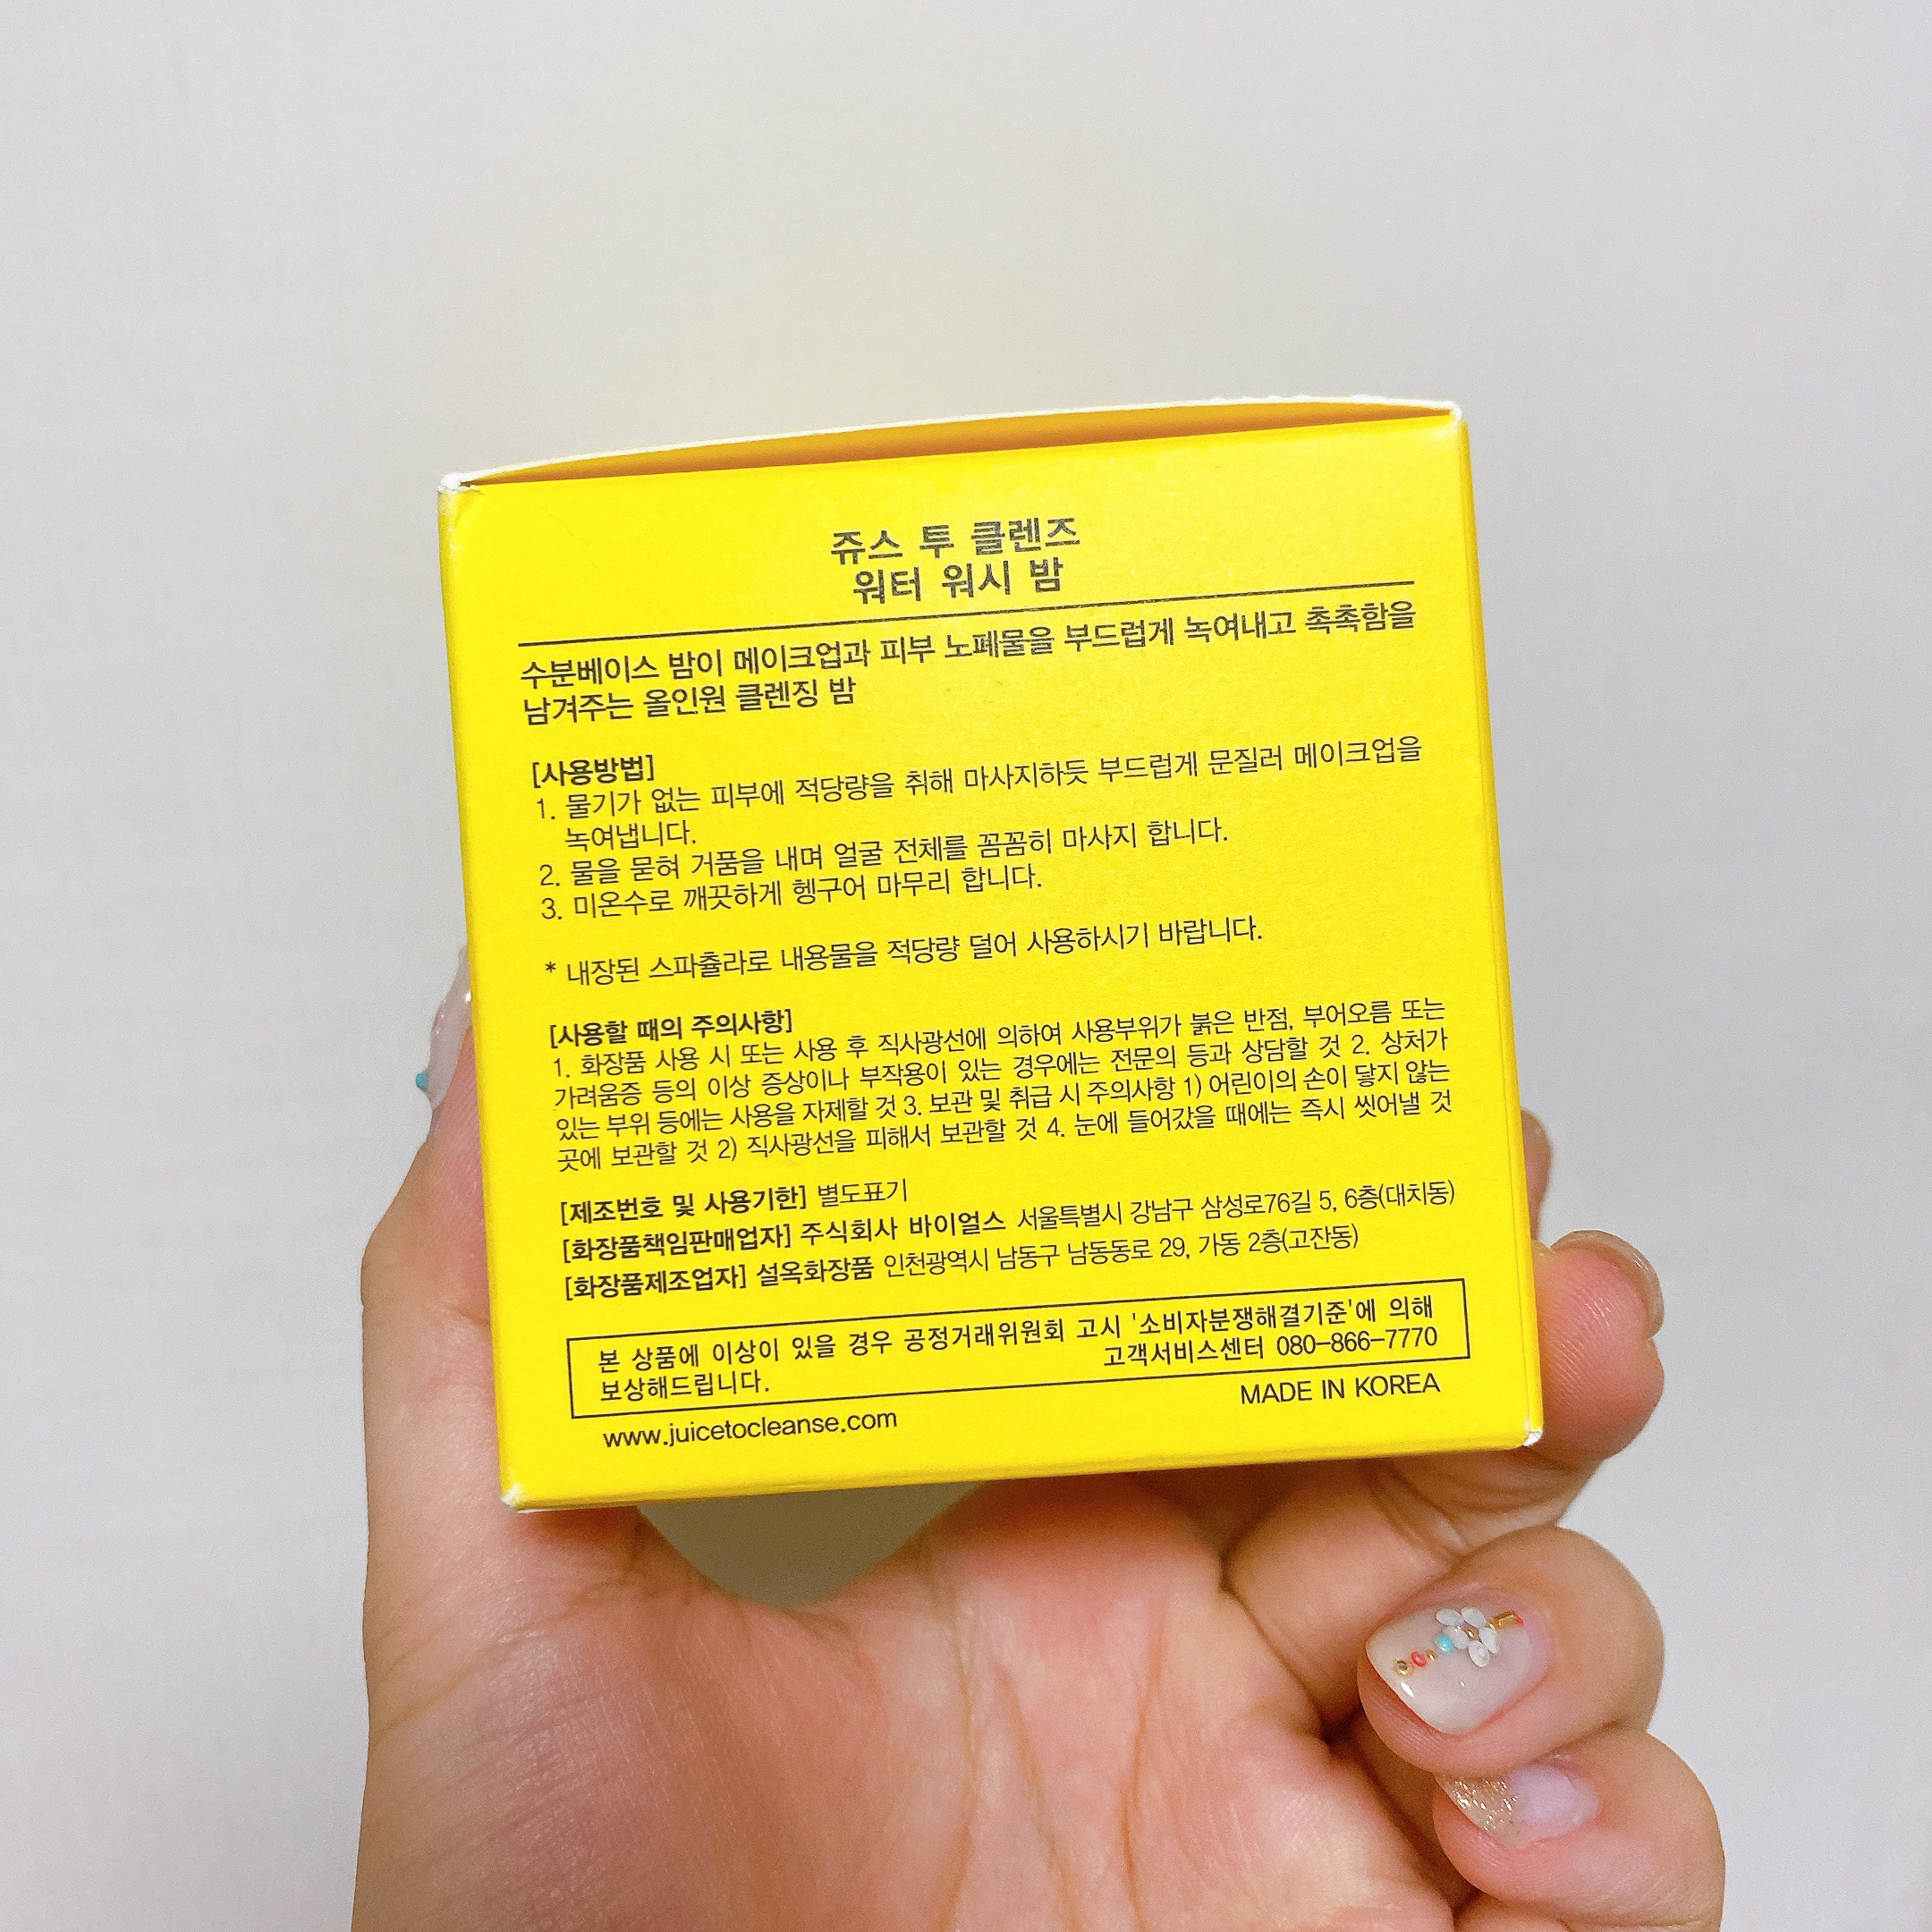 쥬스 투 클렌즈
워터 워시 밤
수분베이스 밤이 메이크업과 피부 노폐물을 부드럽게 녹여내고 촉촉함을
남겨주는 올인원 클렌징 밤
[사용방법]
1. 물기가 없는 피부에 적당량을 취해 마사지하듯 부드럽게 문질러 메이크업을
녹여냅니다.
2. 물을 묻혀 거품을 내며 얼굴 전체를 꼼꼼히 마사지 합니다.
3. 미온수로 깨끗하게 헹구어 마무리 합니다.
* 내장된 스파츌라로 내용물을 적당량 덜어 사용하시기 바랍니다.
[사용할 때의 주의사항]
1. 화장품 사용 시 또는 사용 후 직사광선에 의하여 사용부위가 붉은 반점, 부어오름 또는
가려움증 등의 이상 증상이나 부작용이 있는 경우에는 전문의 등과 상담할 것 2. 상처가
있는 부위 등에는 사용을 자제할 것 3. 보관 및 취급 시 주의사항 1) 어린이의 손이 닿지 않는
곳에 보관할 것 2) 직사광선을 피해서 보관할 것 4. 눈에 들어갔을 때에는 즉시 씻어낼 것
[제조번호 및 사용기한] 별도표기
[화장품책임판매업자] 주식회사 바이얼스 서울특별시 강남구 삼성로76길 5, 6층(대치동)
[화장품제조업자] 설옥화장품 인천광역시 남동구 남동동로 29, 가동 2층(고잔동)
본 상품에 이상이 있을 경우 공정거래위원회 고시 '소비자분쟁해결기준'에 의해
보상해드립니다. 고객서비스센터 080-866-7770
www.juicetocleanse.com MADE IN KOREA